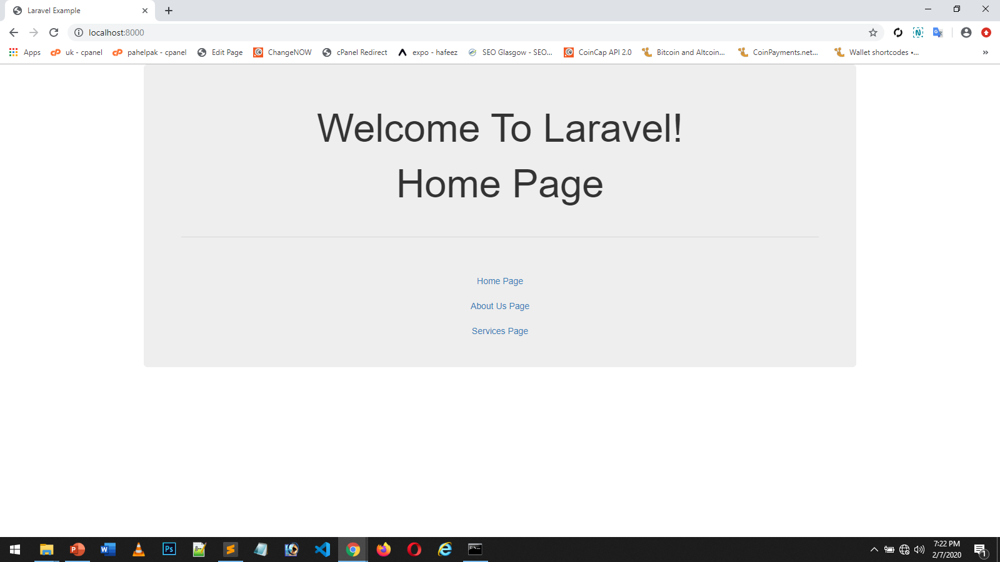 Laravel Example
localhost:8000
Apps uk - cpanel pahelpak - cpanel Edit Page ChangeNOW cPanel Redirect expo - hafeez SEO Glasgow - SEO... CoinCap API 2.0 Bitcoin and Altcoin... CoinPayments.net... Wallet shortcodes •... »
Welcome To Laravel!
Home Page
Home Page
About Us Page
Services Page
7:22 PM
2/7/2020
1